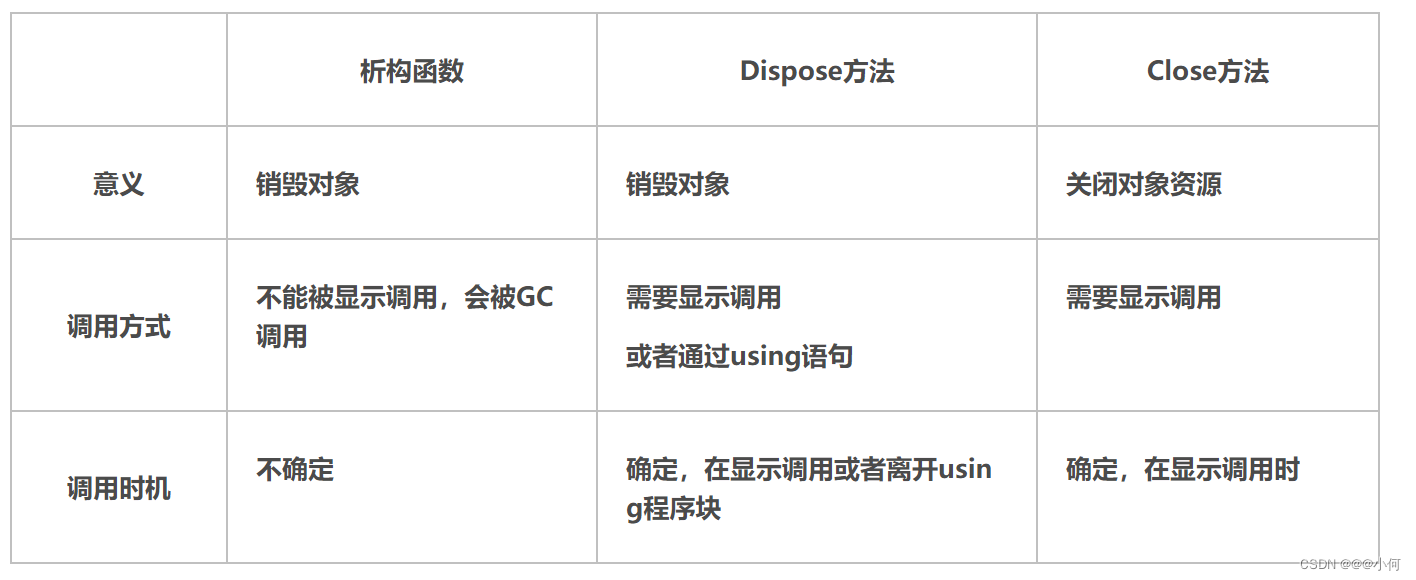 析构函数 Dispose方法 Close方法
意义 销毁对象 销毁对象 关闭对象资源
调用方式
不能被显示调用，会被GC
调用
需要显示调用
或者通过using语句
需要显示调用
调用时机
不确定
确定，在显示调用或者离开usin
g程序块
确定，在显示调用时
CSDN @@@小何